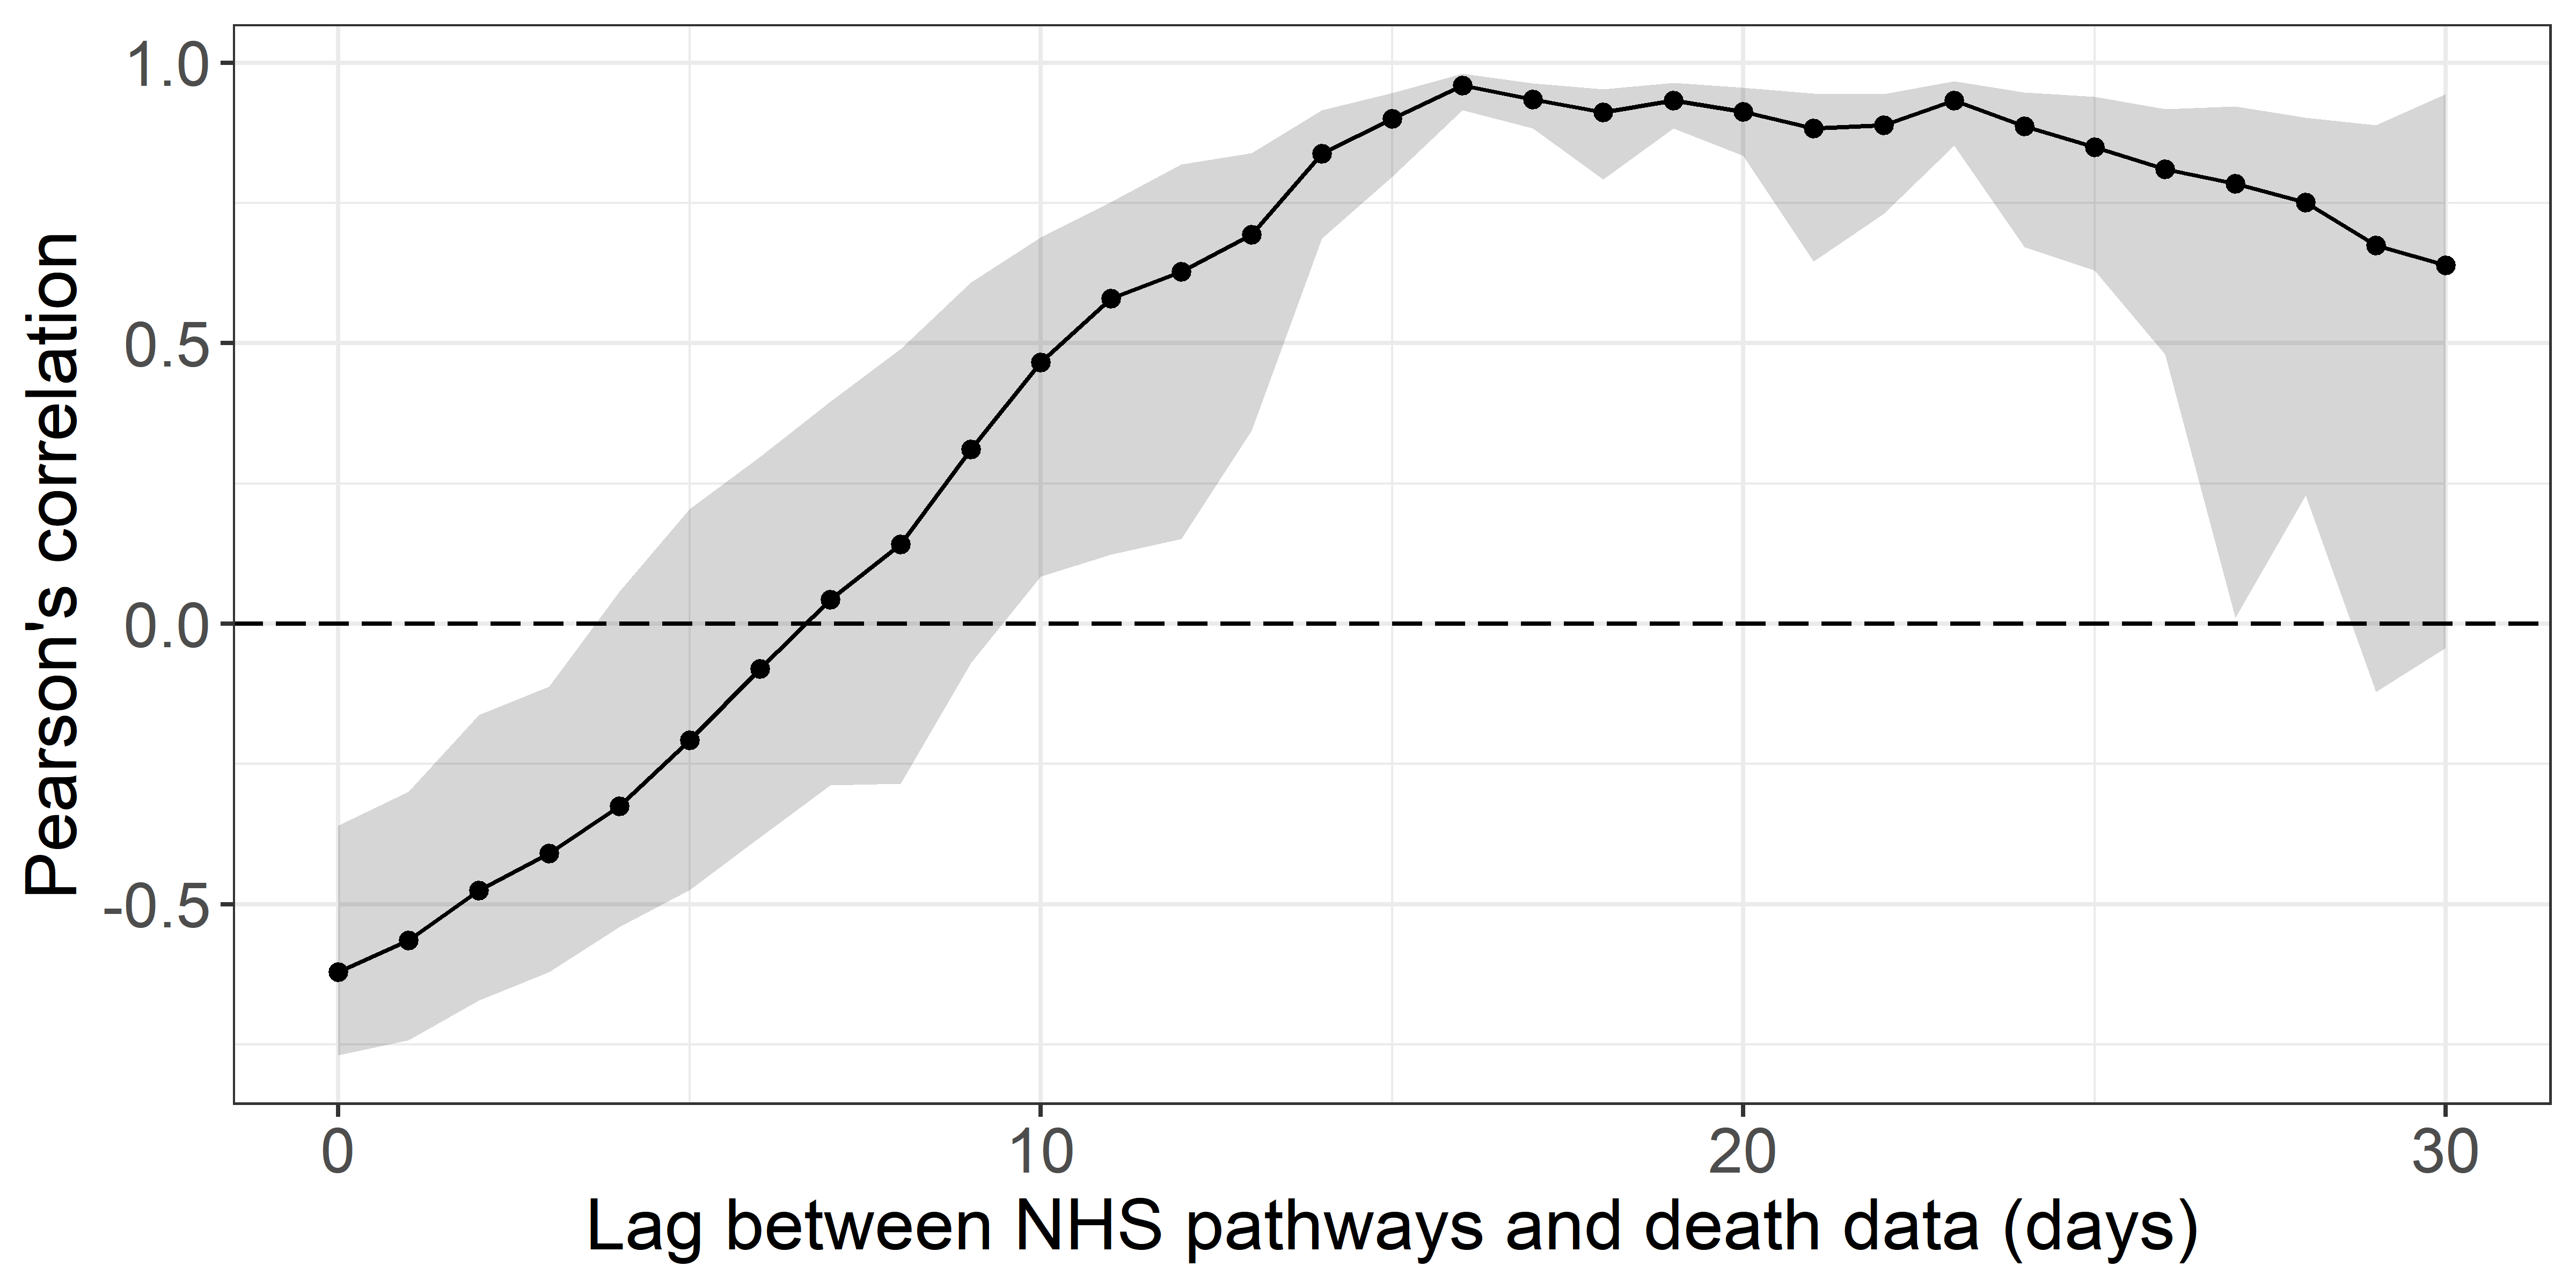 Pearson's correlation
1.0
0.5
0.0
-0.5
0 10 20 30
Lag between NHS pathways and death data (days)